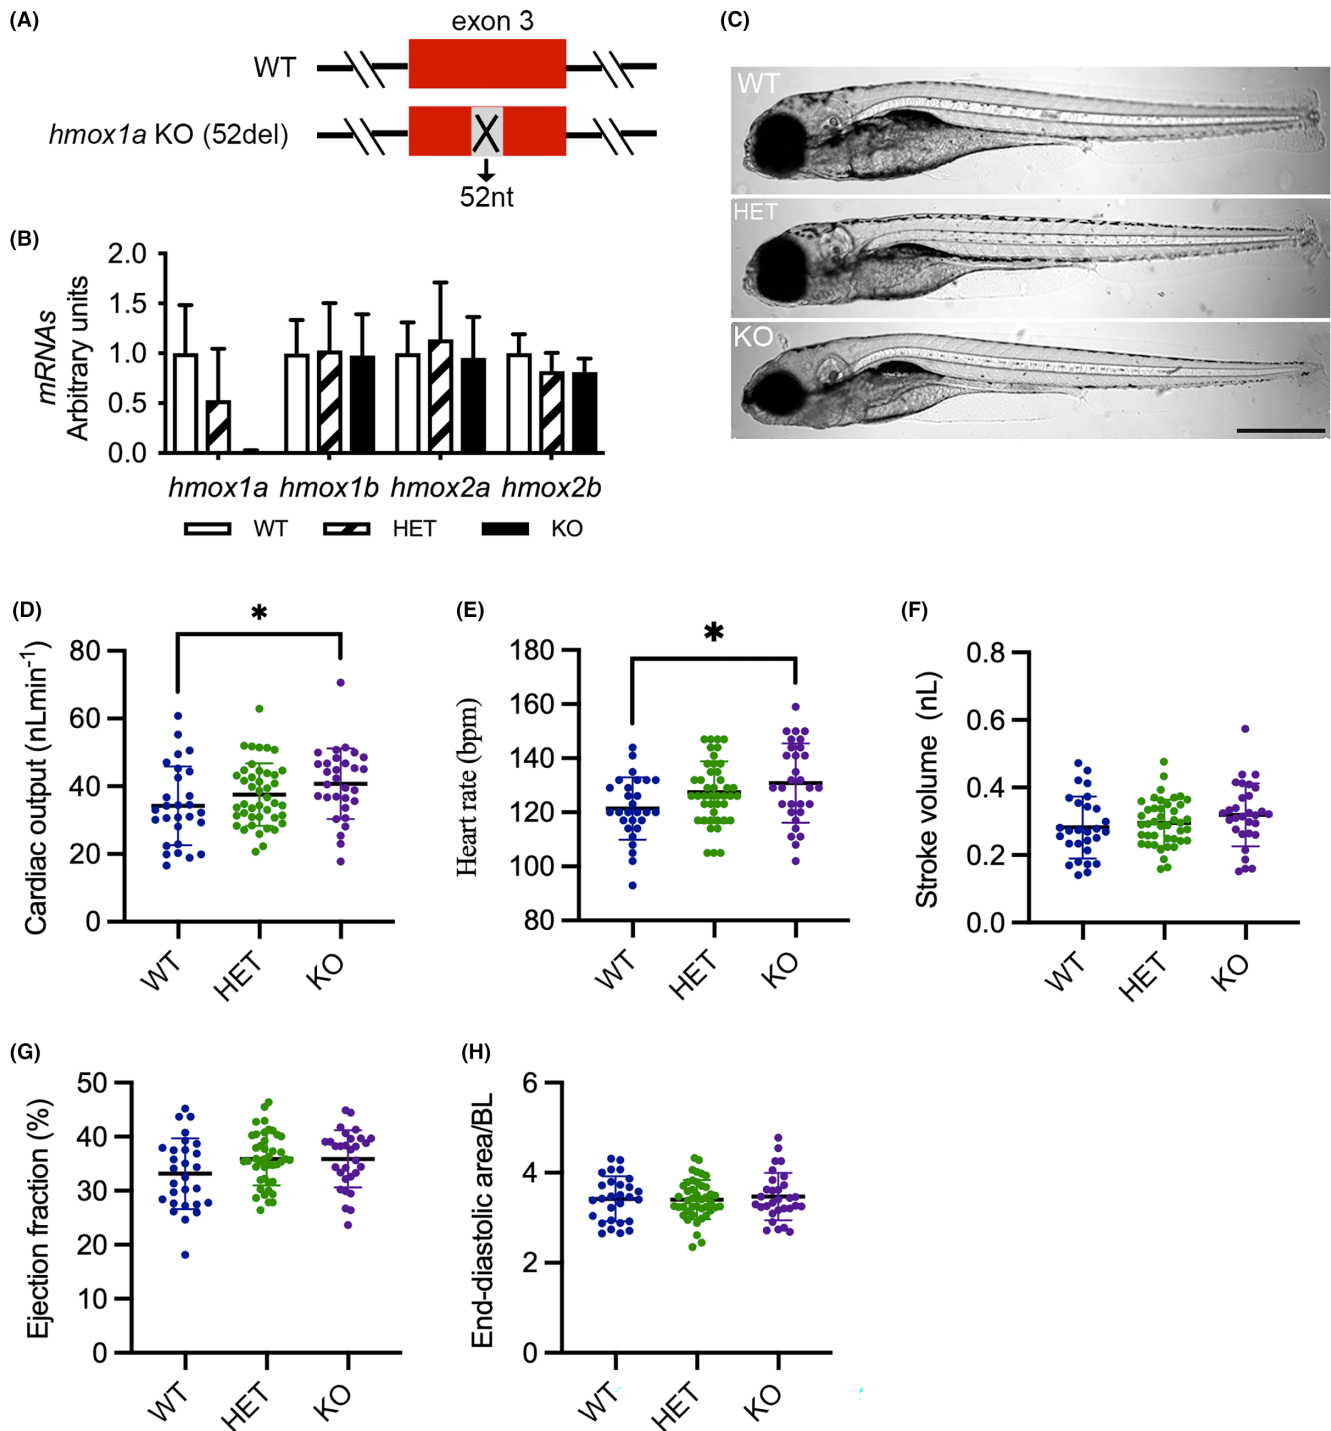 (A)
exon 3
WT
hmox1a KO (52del)
52nt
(B)
mRNAs
Arbitrary units
2.0
1.5
1.0
0.5
0.0
hmox1a hmox1b hmox2a hmox2b
WT HET KO
(C)
WT
HET
KO
(D)
*
Cardiac output (nLmin-1)
80
60
40
20
0
WT HET KO
(E)
*
Heart rate (bpm)
180
160
140
120
100
80
WT HET KO
(F)
Stroke volume (nL)
0.8
0.6
0.4
0.2
0.0
WT HET KO
(G)
Ejection fraction (%)
50
40
30
20
10
0
WT HET KO
(H)
End-diastolic area/BL
6
4
2
0
WT HET KO